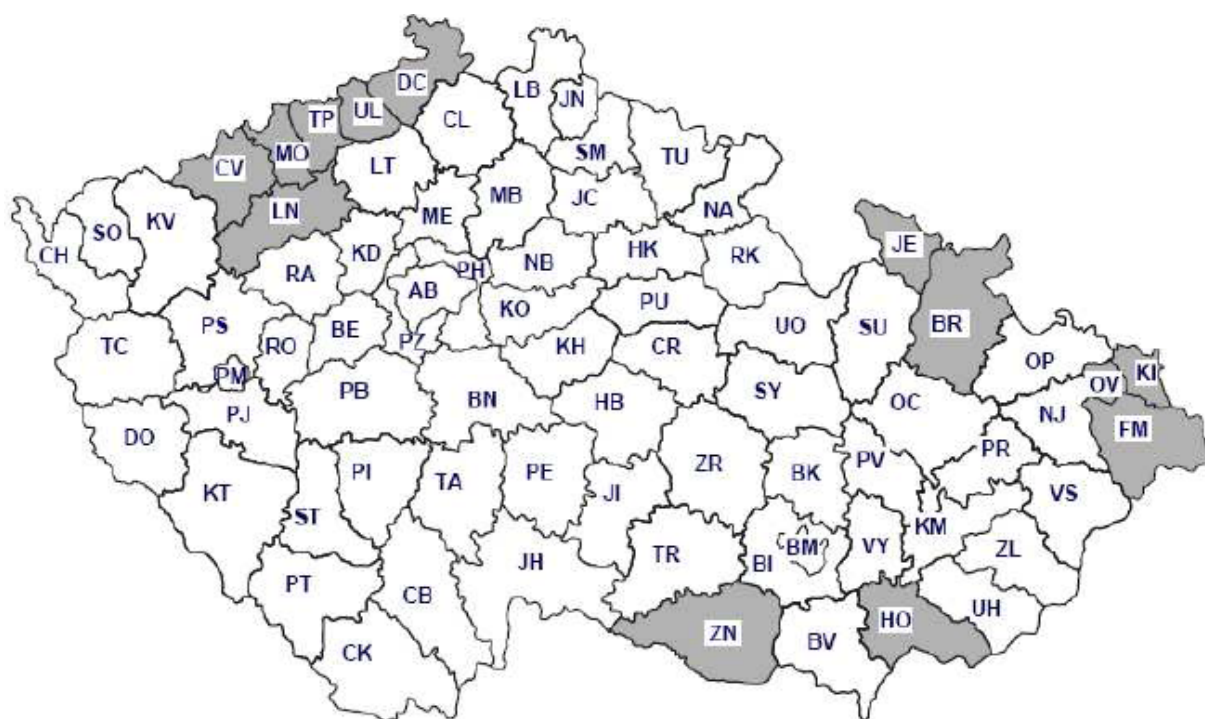 DC
LB
JN
UL
TP
CL
MO
SM
TU
CV
LT
MB
JC
LN
ME
NA
SO
KV
CH
KD
PH
NB
HK
RK
JE
RA
AB
KO
PU
PS
BE
PZ
UO
SU
BR
TC
RO
KH
CR
OP
KI
PM
OV
PB
BN
HB
SY
OC
NJ
FM
PJ
DO
PR
KT
PI
TA
PE
JI
ZR
BK
PV
VS
ST
KM
TR
BI
BM
VY
ZL
PT
CB
JH
HO
UH
ZN
BV
CK